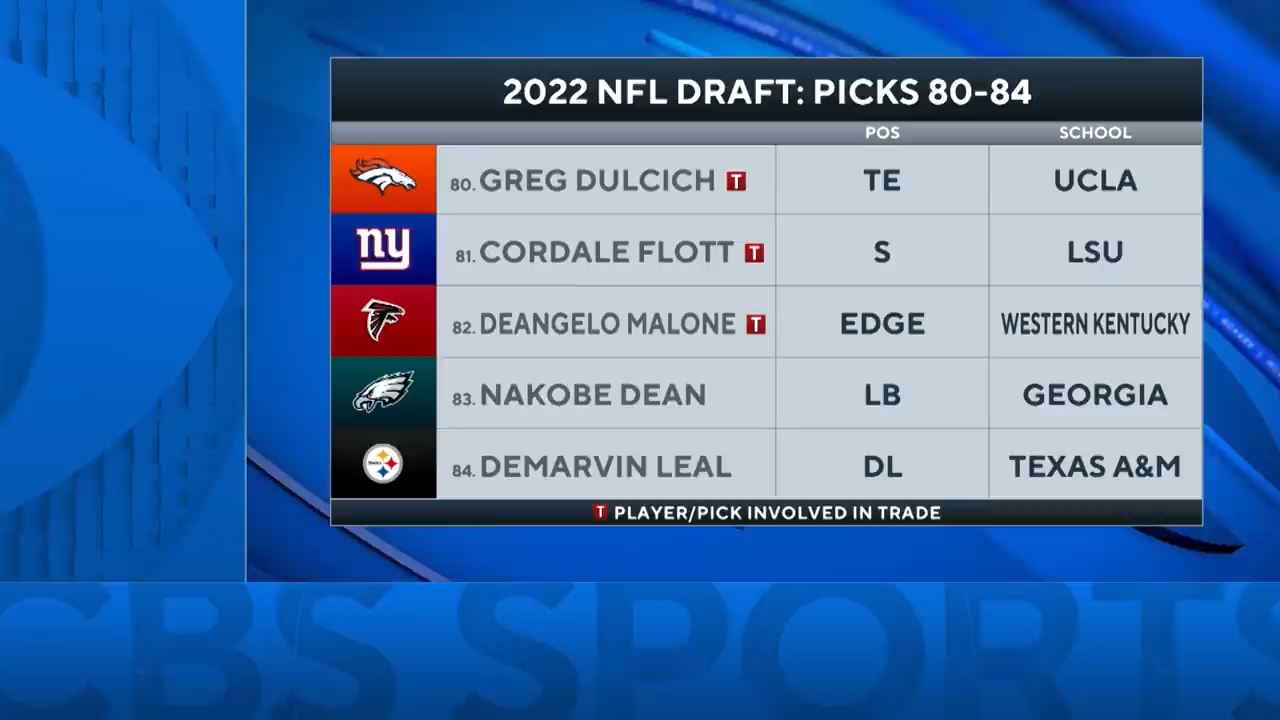 2022 NFL DRAFT: PICKS 80-84
POS SCHOOL
80. GREG DULCICH T TE UCLA
ny 81. CORDALE FLOTT T S LSU
82. DEANGELO MALONE T EDGE WESTERN KENTUCKY
83. NAKOBE DEAN LB GEORGIA
Steelers 84. DEMARVIN LEAL DL TEXAS A&M
T PLAYER/PICK INVOLVED IN TRADE
CBS SPORTS